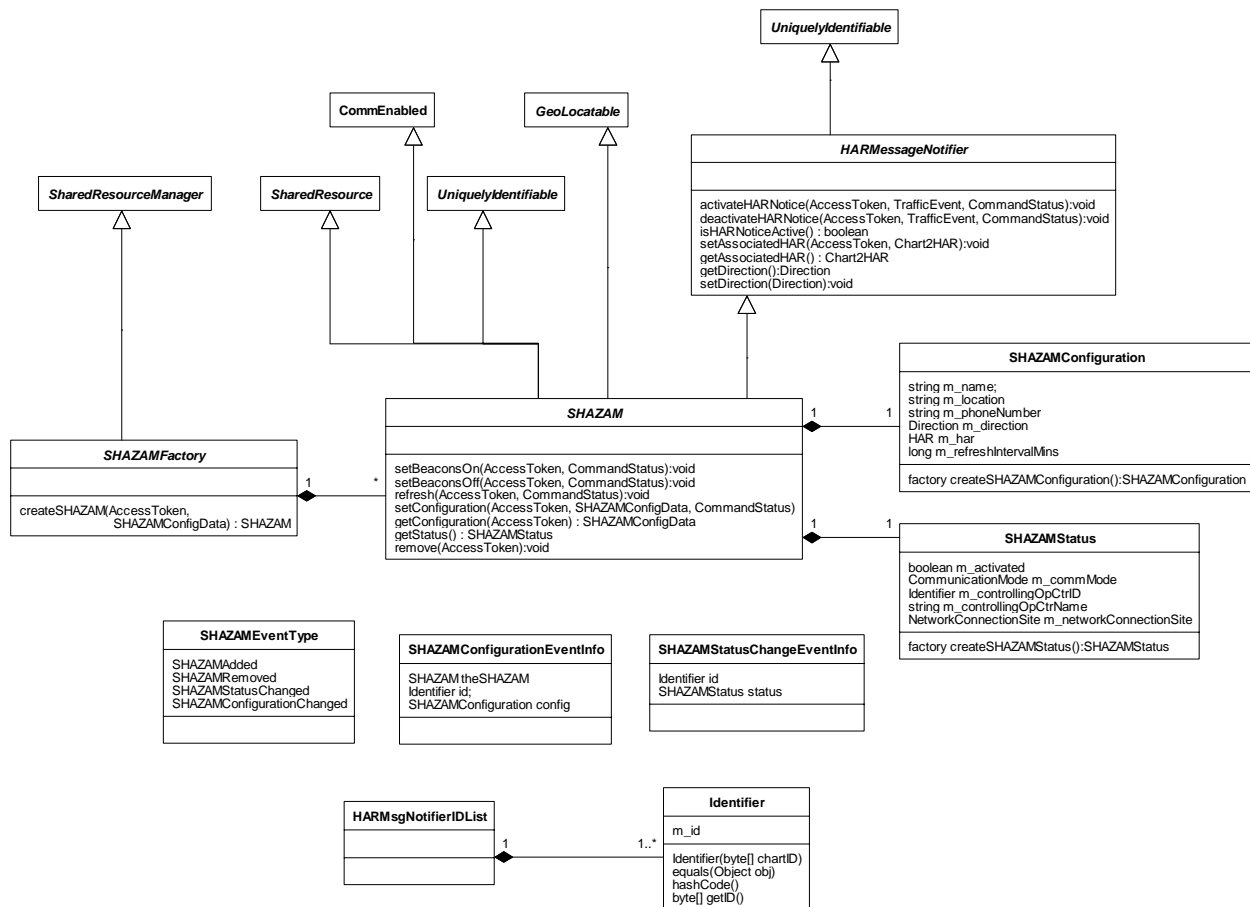 UniquelyIdentifiable
CommEnabled
GeoLocatable
HARMessageNotifier
activateHARNotice(AccessToken, TrafficEvent, CommandStatus):void
deactivateHARNotice(AccessToken, TrafficEvent, CommandStatus):void
isHARNoticeActive() : boolean
setAssociatedHAR(AccessToken, Chart2HAR):void
getAssociatedHAR() : Chart2HAR
getDirection():Direction
setDirection(Direction):void
SharedResourceManager
SharedResource
UniquelyIdentifiable
SHAZAMConfiguration
string m_name;
string m_location
string m_phoneNumber
Direction m_direction
HAR m_har
long m_refreshIntervalMins
factory createSHAZAMConfiguration():SHAZAMConfiguration
SHAZAM
1
1
setBeaconsOn(AccessToken, CommandStatus):void
setBeaconsOff(AccessToken, CommandStatus):void
refresh(AccessToken, CommandStatus):void
setConfiguration(AccessToken, SHAZAMConfigData, CommandStatus)
getConfiguration(AccessToken) : SHAZAMConfigData
getStatus() : SHAZAMStatus
remove(AccessToken):void
SHAZAMFactory
1
*
createSHAZAM(AccessToken,
SHAZAMConfigData) : SHAZAM
1
1
SHAZAMStatus
boolean m_activated
CommunicationMode m_commMode
Identifier m_controllingOpCtrID
string m_controllingOpCtrName
NetworkConnectionSite m_networkConnectionSite
factory createSHAZAMStatus():SHAZAMStatus
SHAZAMEventType
SHAZAMAdded
SHAZAMRemoved
SHAZAMStatusChanged
SHAZAMConfigurationChanged
SHAZAMConfigurationEventInfo
SHAZAM theSHAZAM
Identifier id;
SHAZAMConfiguration config
SHAZAMStatusChangeEventInfo
Identifier id
SHAZAMStatus status
HARMsgNotifierIDList
1
1..*
Identifier
m_id
Identifier(byte[] chartID)
equals(Object obj)
hashCode()
byte[] getID()